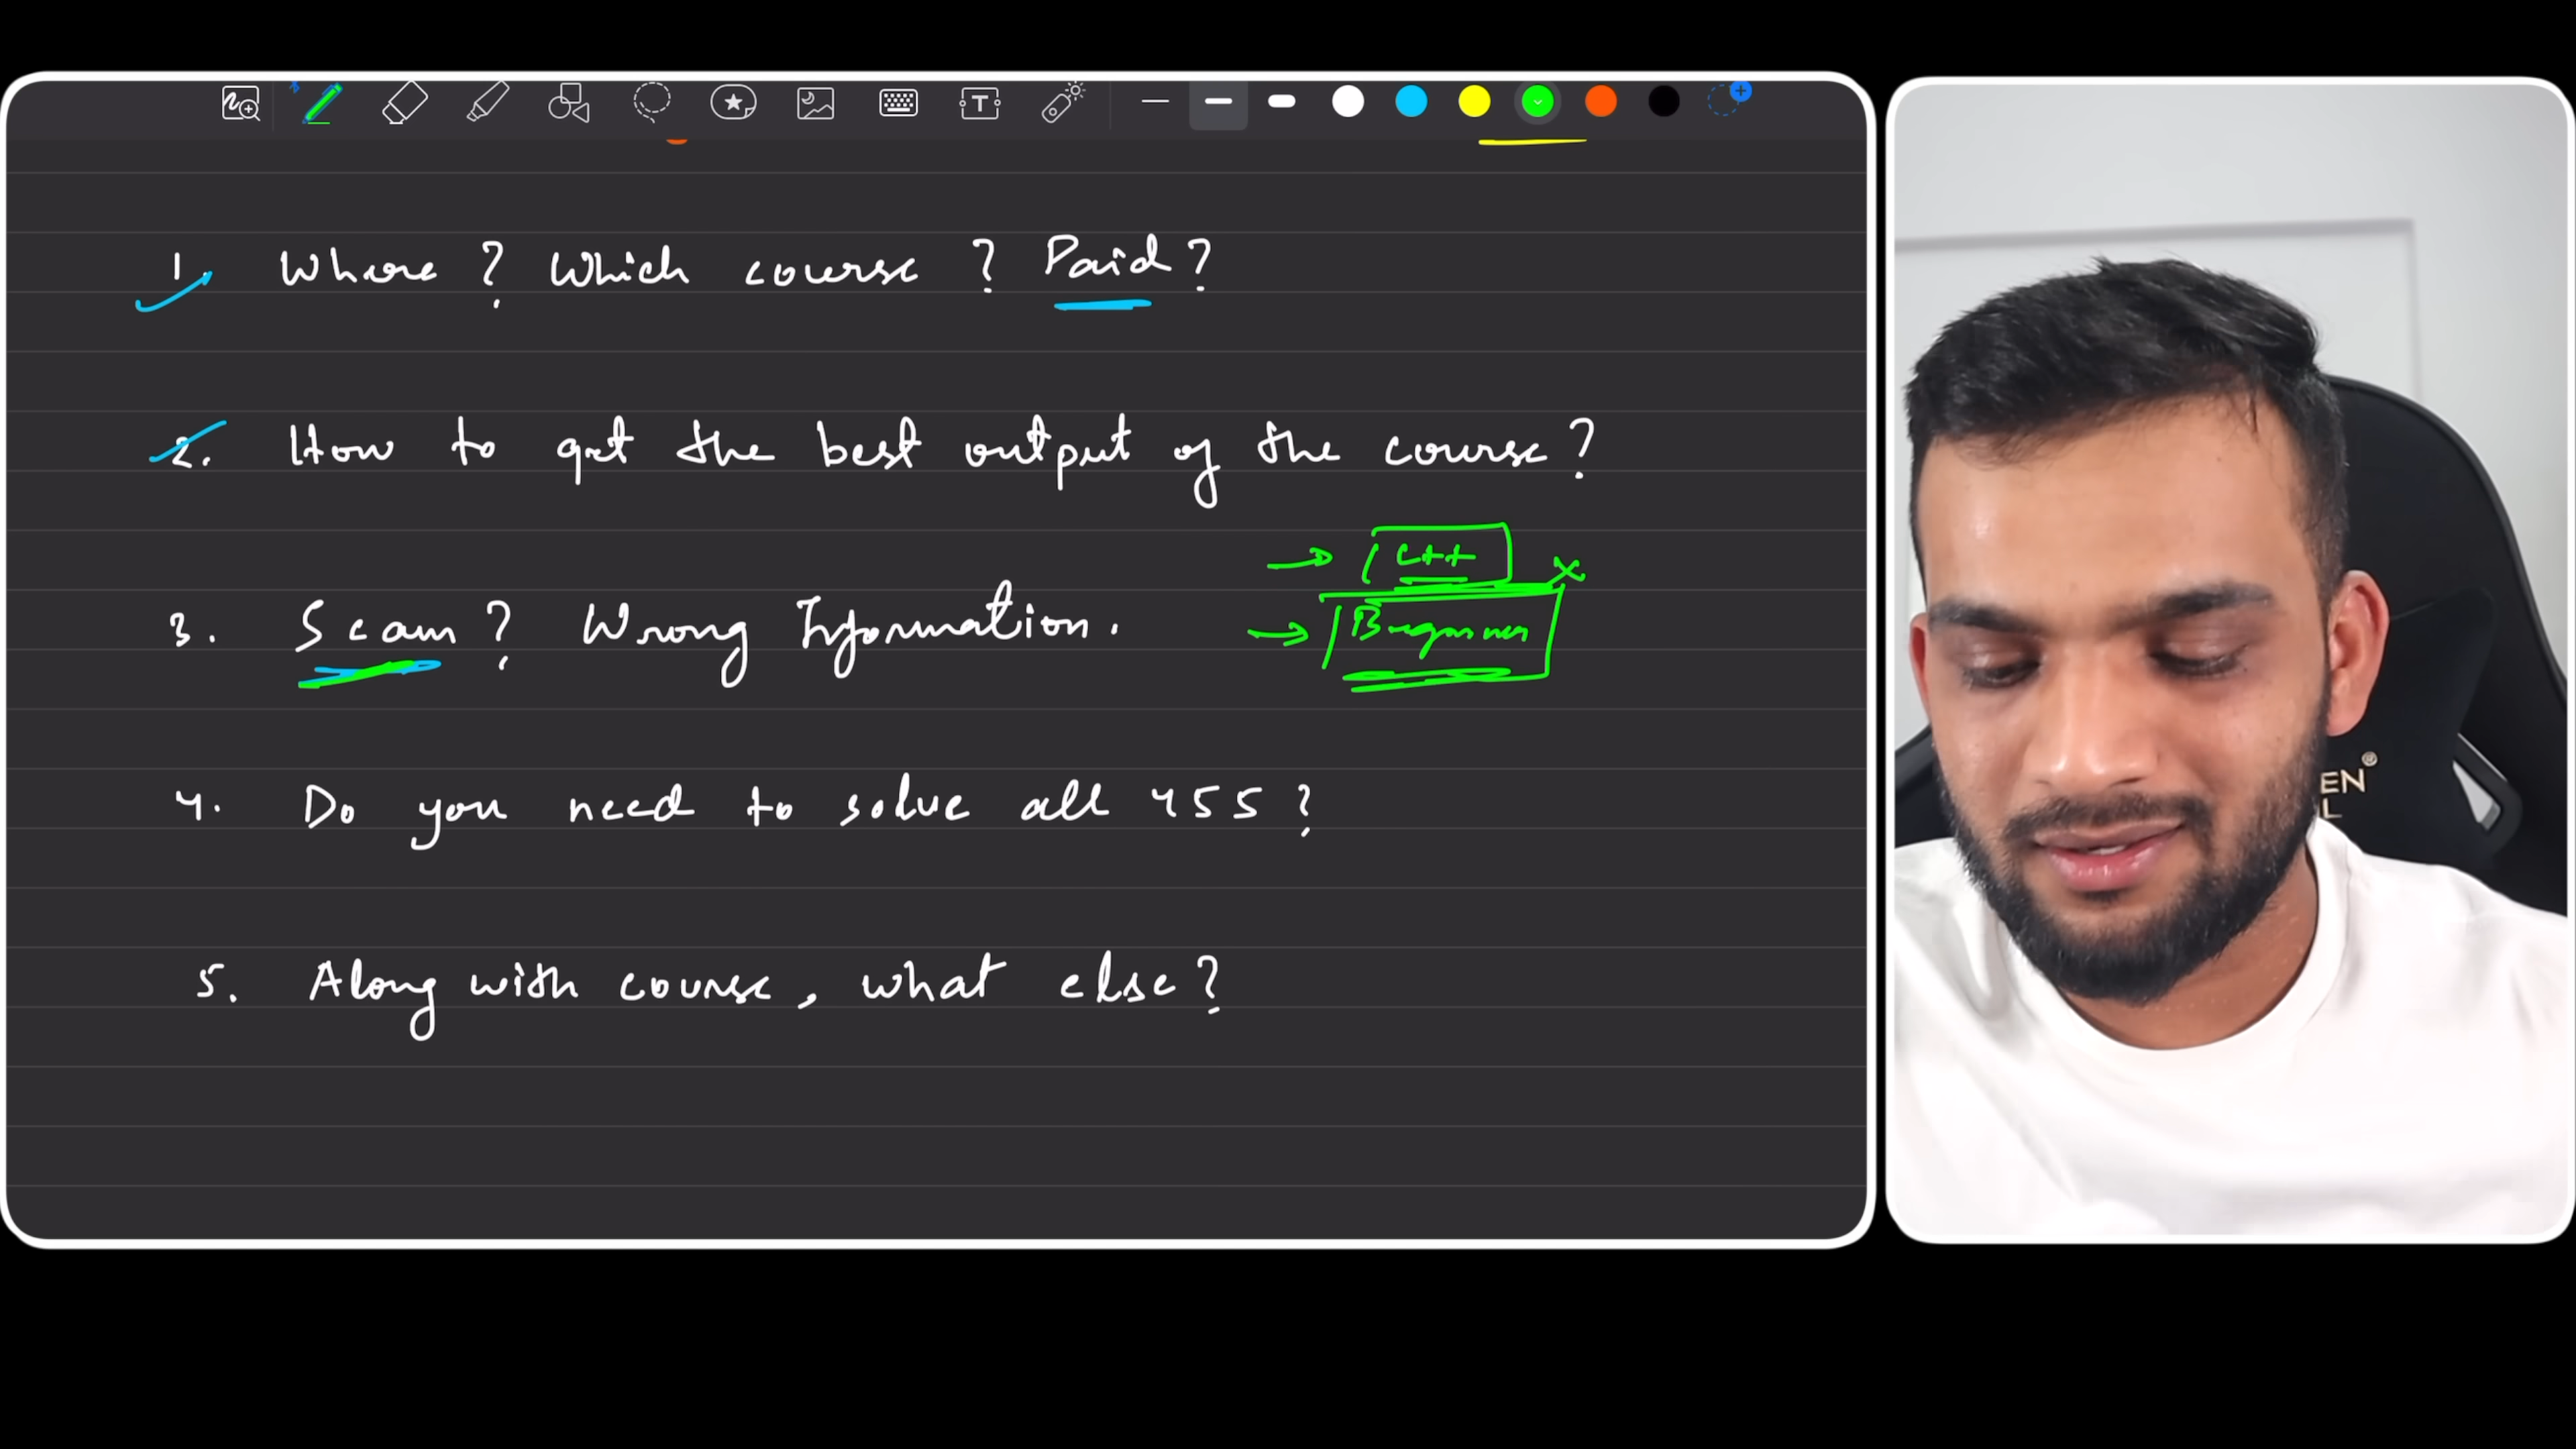 T
1. Where? Which course? Paid?
2. How to get the best output of the course?
C++ x
3. Scam? Wrong Information.
4. Do you need to solve all 455?
5. Along with course, what else?
EN®
L